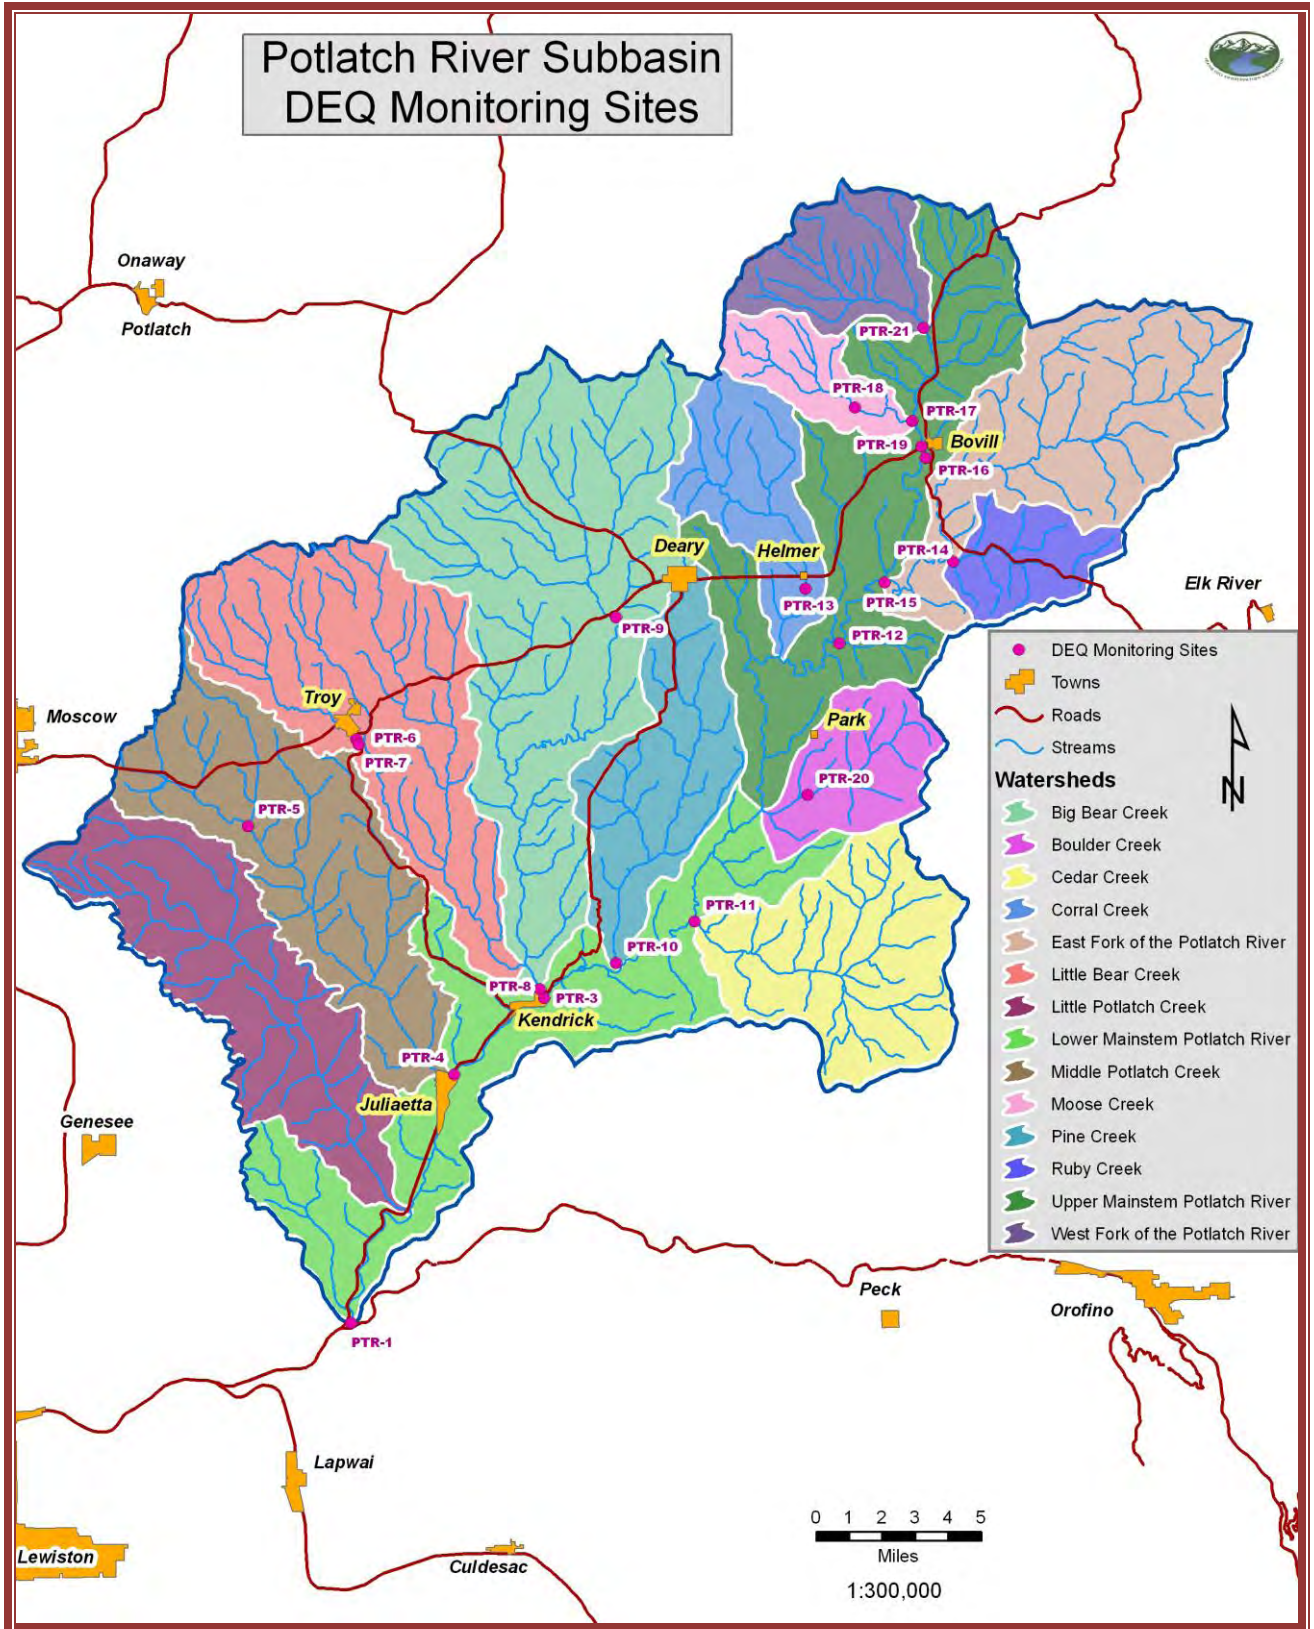 Potlatch River Subbasin
DEQ Monitoring Sites
Onaway
Potlatch
PTR-21
PTR-18
PTR-17
PTR-19
Bovill
PTR-16
Deary
Helmer
PTR-14
PTR-13
PTR-15
Elk River
PTR-9
PTR-12
Troy
Moscow
PTR-6
PTR-7
Park
PTR-20
PTR-5
PTR-11
PTR-10
PTR-8
PTR-3
Kendrick
PTR-4
Juliaetta
Genesee
PTR-1
Peck
Orofino
Lapwai
Lewiston
Culdesac
DEQ Monitoring Sites
Towns
Roads
Streams
N
Watersheds
Big Bear Creek
Boulder Creek
Cedar Creek
Corral Creek
East Fork of the Potlatch River
Little Bear Creek
Little Potlatch Creek
Lower Mainstem Potlatch River
Middle Potlatch Creek
Moose Creek
Pine Creek
Ruby Creek
Upper Mainstem Potlatch River
West Fork of the Potlatch River
0 1 2 3 4 5
Miles
1:300,000